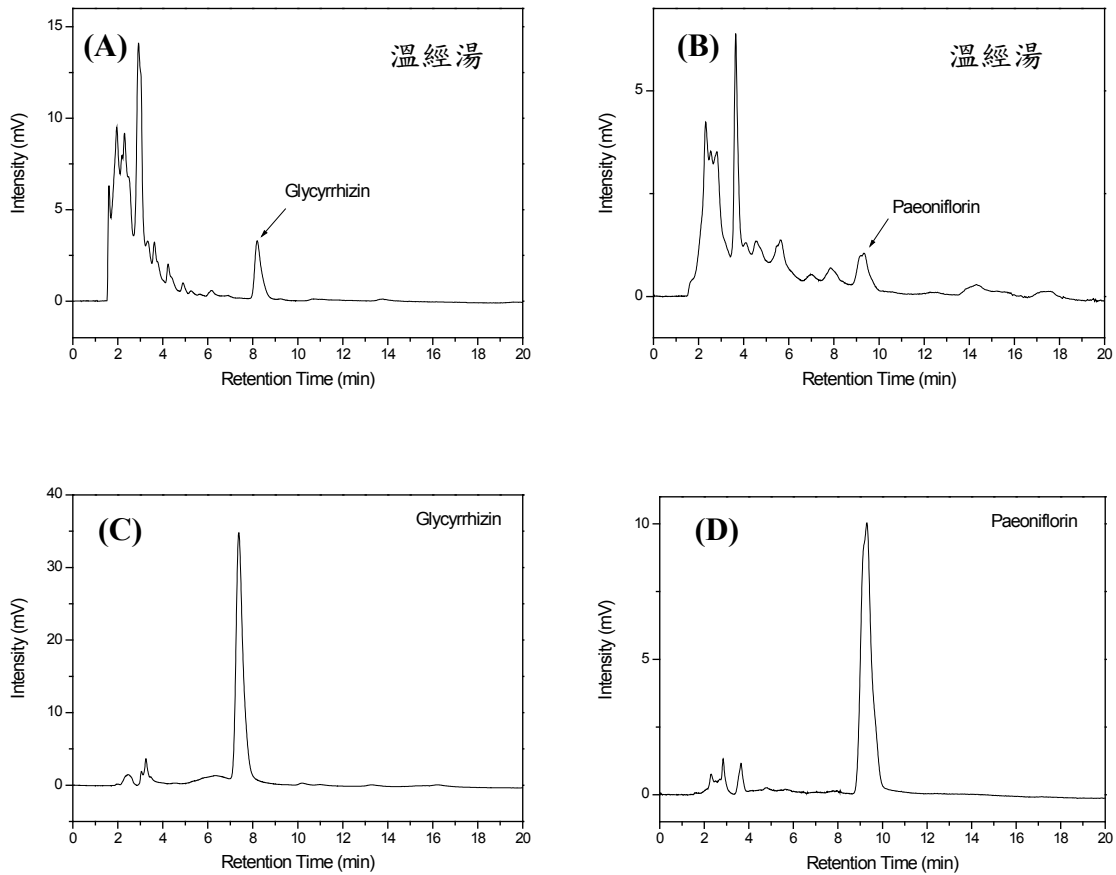 (A)
溫經湯
15
10
5
0
Intensity (mV)
Glycyrrhizin
0 2 4 6 8 10 12 14 16 18 20
Retention Time (min)
(B)
溫經湯
5
0
Intensity (mV)
Paeoniflorin
0 2 4 6 8 10 12 14 16 18 20
Retention Time (min)
(C)
Glycyrrhizin
40
30
20
10
0
Intensity (mV)
0 2 4 6 8 10 12 14 16 18 20
Retention Time (min)
(D)
Paeoniflorin
10
5
0
Intensity (mV)
0 2 4 6 8 10 12 14 16 18 20
Retention Time (min)